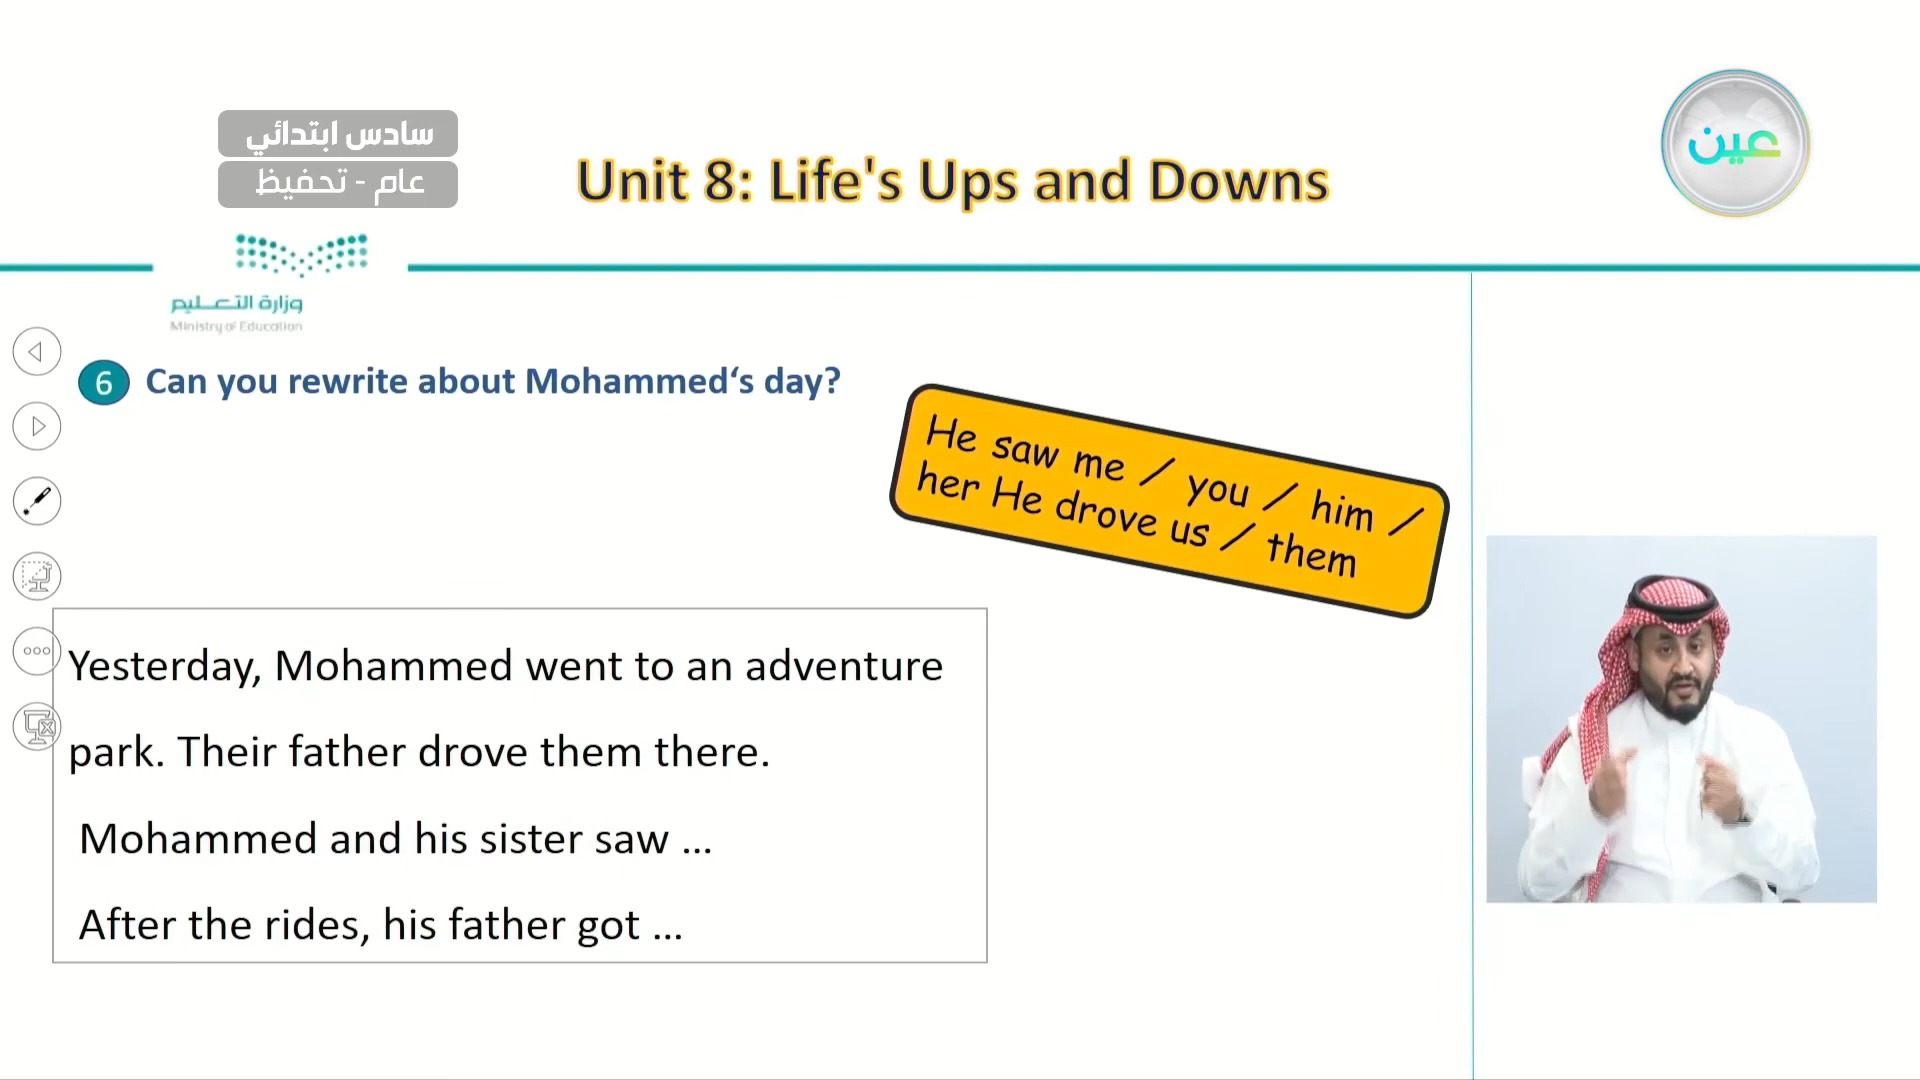 سادس ابتدائي
عام - تحفيظ
Unit 8: Life's Ups and Downs
عين
وزارة التعليم
Ministry of Education
6 Can you rewrite about Mohammed‘s day?
He saw me / you / him /
her He drove us / them
Yesterday, Mohammed went to an adventure
park. Their father drove them there.
Mohammed and his sister saw ...
After the rides, his father got ...